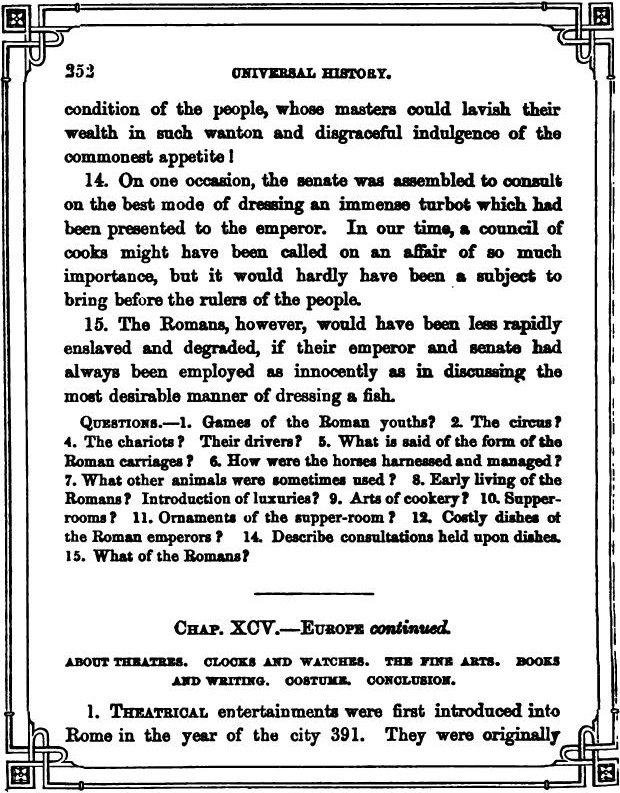 252 UNIVERSAL HISTORY.
condition of the people, whose masters could lavish their
wealth in such wanton and disgraceful indulgence of the
commonest appetite!
14. On one occasion, the senate was assembled to consult
on the best mode of dressing an immense turbot which had
been presented to the emperor. In our time, a council of
cooks might have been called on an affair of so much
importance, but it would hardly have been a subject to
bring before the rulers of the people.
15. The Romans, however, would have been less rapidly
enslaved and degraded, if their emperor and senate had
always been employed as innocently as in discussing the
most desirable manner of dressing a fish.
QUESTIONS.—1. Games of the Roman youths? 2. The circus?
4. The chariots? Their drivers? 5. What is said of the form of the
Roman carriages? 6. How were the horses harnessed and managed?
7. What other animals were sometimes used? 8. Early living of the
Romans? Introduction of luxuries? 9. Arts of cookery? 10. Supper-
rooms? 11. Ornaments of the supper-room? 12. Costly dishes of
the Roman emperors? 14. Describe consultations held upon dishes.
15. What of the Romans?
CHAP. XCV.—EUROPE continued.
ABOUT THEATRES. CLOCKS AND WATCHES. THE FINE ARTS. BOOKS
AND WRITING. COSTUME. CONCLUSION.
1. THEATRICAL entertainments were first introduced into
Rome in the year of the city 391. They were originally